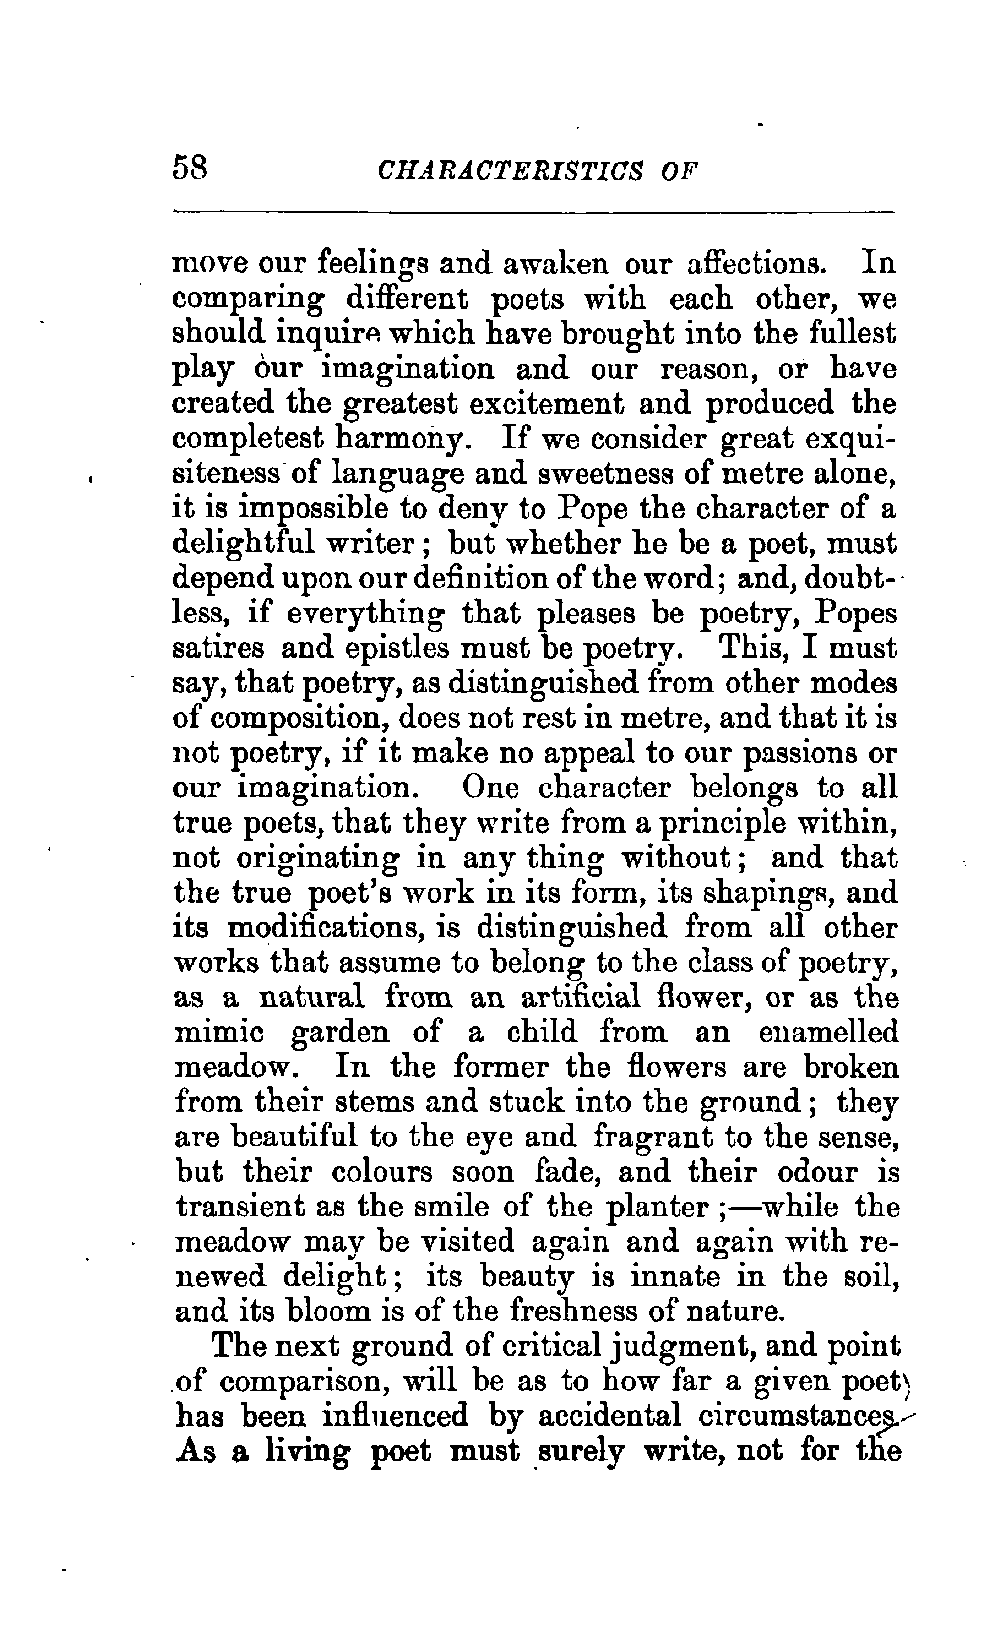 58 CHARACTERISTICS OF
move our feelings and awaken our affections. In
comparing different poets with each other, we
should inquire which have brought into the fullest
play our imagination and our reason, or have
created the greatest excitement and produced the
completest harmony. If we consider great exqui-
siteness of language and sweetness of metre alone,
it is impossible to deny to Pope the character of a
delightful writer; but whether he be a poet, must
depend upon our definition of the word; and, doubt-
less, if everything that pleases be poetry, Popes
satires and epistles must be poetry. This, I must
say, that poetry, as distinguished from other modes
of composition, does not rest in metre, and that it is
not poetry, if it make no appeal to our passions or
our imagination. One character belongs to all
true poets, that they write from a principle within,
not originating in any thing without; and that
the true poet's work in its form, its shapings, and
its modifications, is distinguished from all other
works that assume to belong to the class of poetry,
as a natural from an artificial flower, or as the
mimic garden of a child from an enamelled
meadow. In the former the flowers are broken
from their stems and stuck into the ground; they
are beautiful to the eye and fragrant to the sense,
but their colours soon fade, and their odour is
transient as the smile of the planter;—while the
meadow may be visited again and again with re-
newed delight; its beauty is innate in the soil,
and its bloom is of the freshness of nature.
The next ground of critical judgment, and point
of comparison, will be as to how far a given poet
has been influenced by accidental circumstances.
As a living poet must surely write, not for the